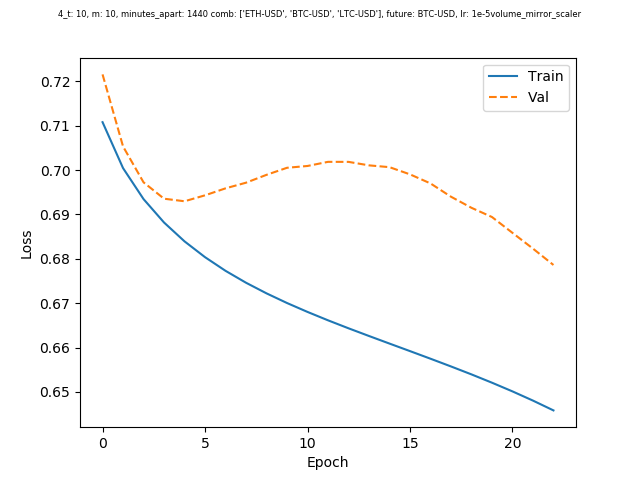 4_t: 10, m: 10, minutes_apart: 1440 comb: ['ETH-USD', 'BTC-USD', 'LTC-USD'], future: BTC-USD, lr: 1e-5volume_mirror_scaler
Train
Val
0.72
0.71
0.70
0.69
0.68
0.67
0.66
0.65
Loss
0
5
10
15
20
Epoch